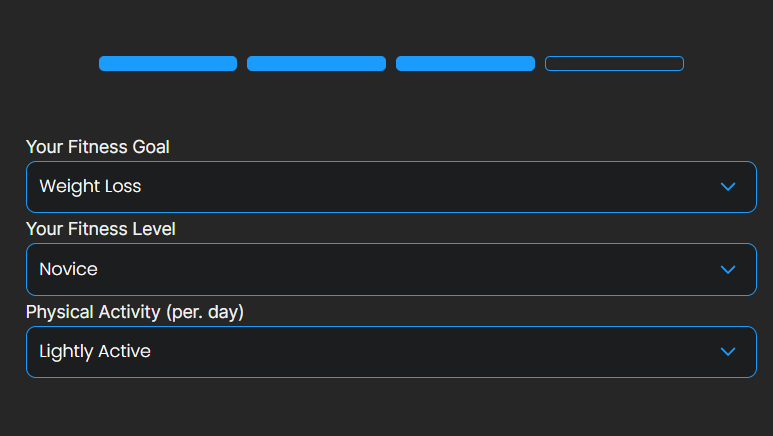 Your Fitness Goal
Weight Loss
Your Fitness Level
Novice
Physical Activity (per. day)
Lightly Active